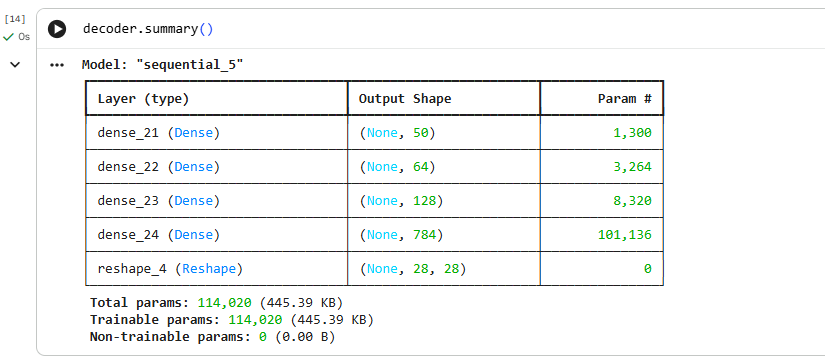 [14]
0s
decoder.summary()
Model: "sequential_5"
Layer (type) Output Shape Param #
dense_21 (Dense) (None, 50) 1,300
dense_22 (Dense) (None, 64) 3,264
dense_23 (Dense) (None, 128) 8,320
dense_24 (Dense) (None, 784) 101,136
reshape_4 (Reshape) (None, 28, 28) 0
Total params: 114,020 (445.39 KB)
Trainable params: 114,020 (445.39 KB)
Non-trainable params: 0 (0.00 B)